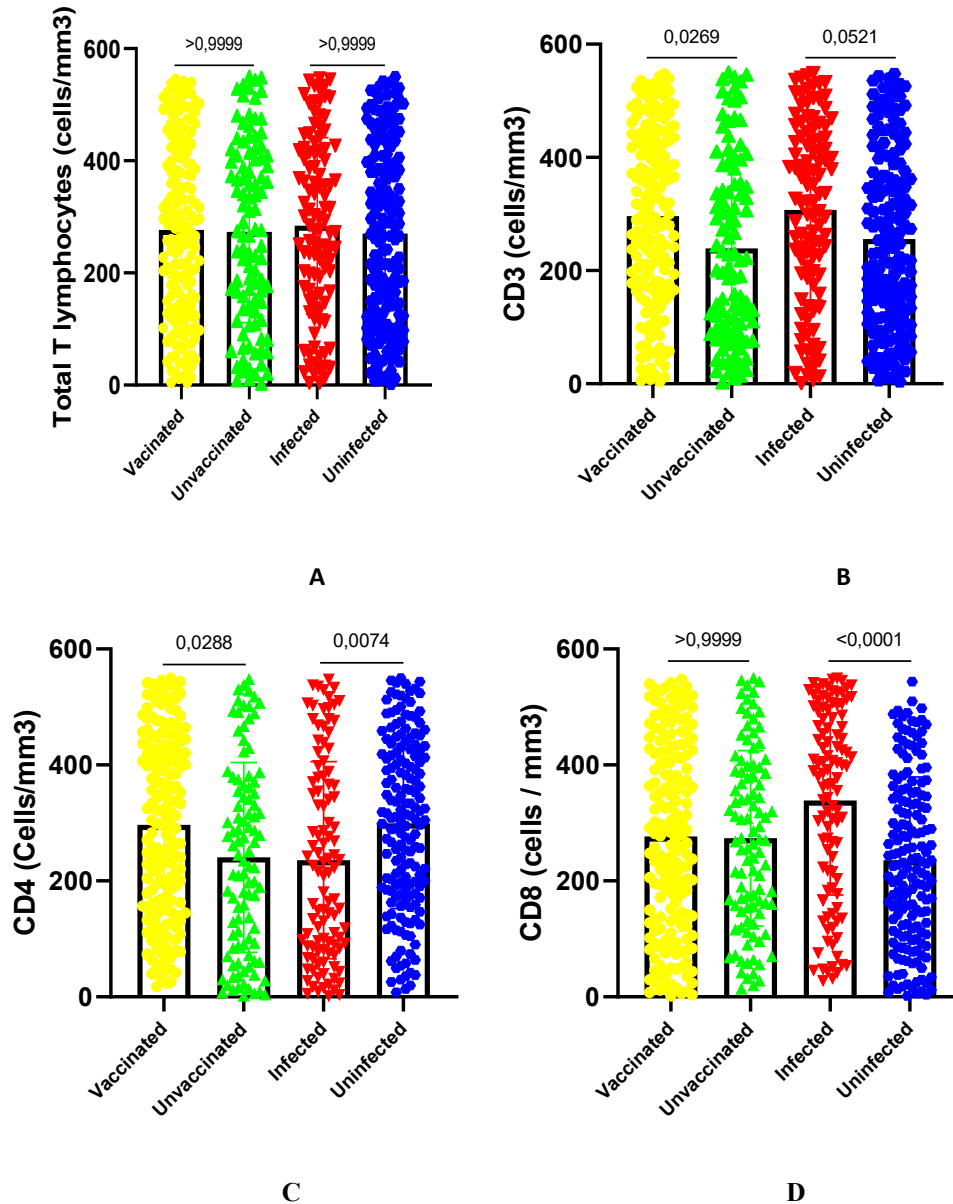 >0,9999 >0,9999
Total T lymphocytes (cells/mm3)
600
400
200
0
Vacinated
Unvaccinated
Infected
Uninfected
A
0,0269 0,0521
CD3 (cells/mm3)
600
400
200
0
Vaccinated
Unvaccinated
Infected
Uninfected
B
0,0288 0,0074
CD4 (Cells/mm3)
600
400
200
0
Vaccinated
Unvaccinated
Infected
Uninfected
C
>0,9999 <0,0001
CD8 (cells / mm3)
600
400
200
0
Vaccinated
Unvaccinated
Infected
Uninfected
D